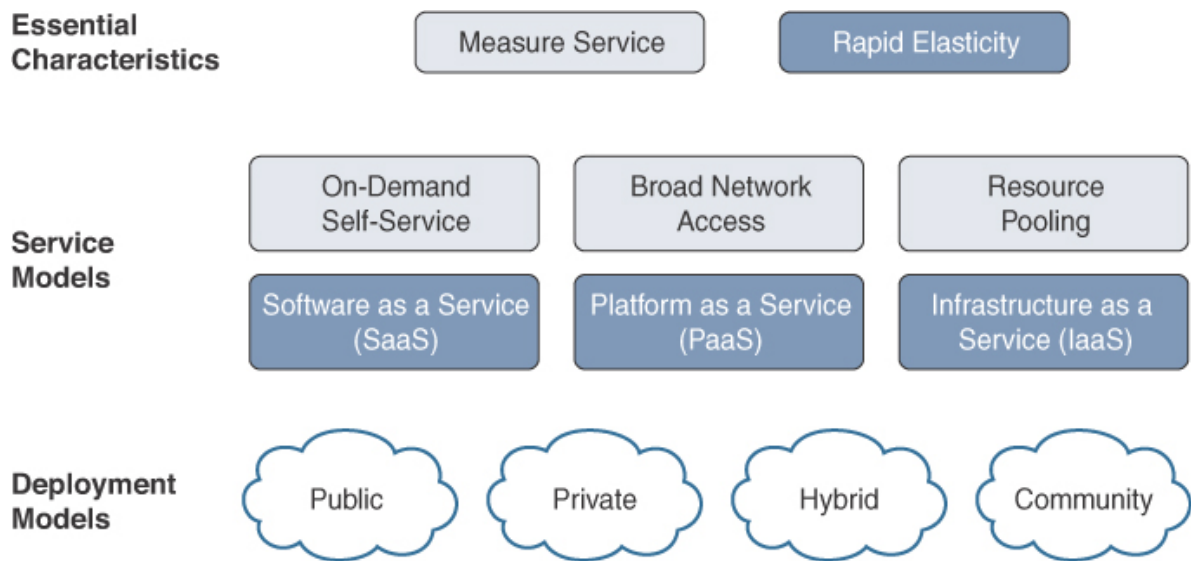 Essential
Characteristics
Measure Service
Rapid Elasticity
Service
Models
On-Demand
Self-Service
Broad Network
Access
Resource
Pooling
Software as a Service
(SaaS)
Platform as a Service
(PaaS)
Infrastructure as a
Service (IaaS)
Deployment
Models
Public
Private
Hybrid
Community